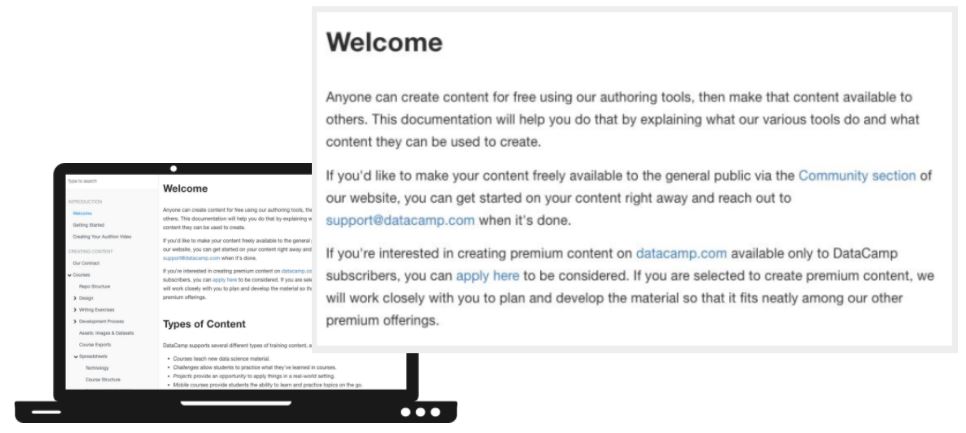 Welcome
Anyone can create content for free using our authoring tools, then make that content available to
others. This documentation will help you do that by explaining what our various tools do and what
content they can be used to create.
If you'd like to make your content freely available to the general public via the Community section of
our website, you can get started on your content right away and reach out to
support@datacamp.com when it's done.
If you're interested in creating premium content on datacamp.com available only to DataCamp
subscribers, you can apply here to be considered. If you are selected to create premium content, we
will work closely with you to plan and develop the material so that it fits neatly among our other
premium offerings.
Type to search
INTRODUCTION
Welcome
Getting Started
Creating Your Audition Video
CREATING CONTENT
Our Contract
Courses
Repo Structure
Design
Writing Exercises
Development Process
Assets: Images & Datasets
Course Exports
Spreadsheets
Technology
Course Structure
Welcome
Anyone can create content for free using our authoring tools, the
others. This documentation will help you do that by explaining w
content they can be used to create.
If you'd like to make your content freely available to the general
our website, you can get started on your content right away and
support@datacamp.com when it's done.
If you're interested in creating premium content on datacamp.co
subscribers, you can apply here to be considered. If you are sele
will work closely with you to plan and develop the material so th
premium offerings.
Types of Content
DataCamp supports several different types of training content, a
Courses teach new data science material.
Challenges allow students to practice what they've learned in courses.
Projects provide an opportunity to apply things in a real-world setting.
Mobile courses provide students the ability to learn and practice topics on the go.